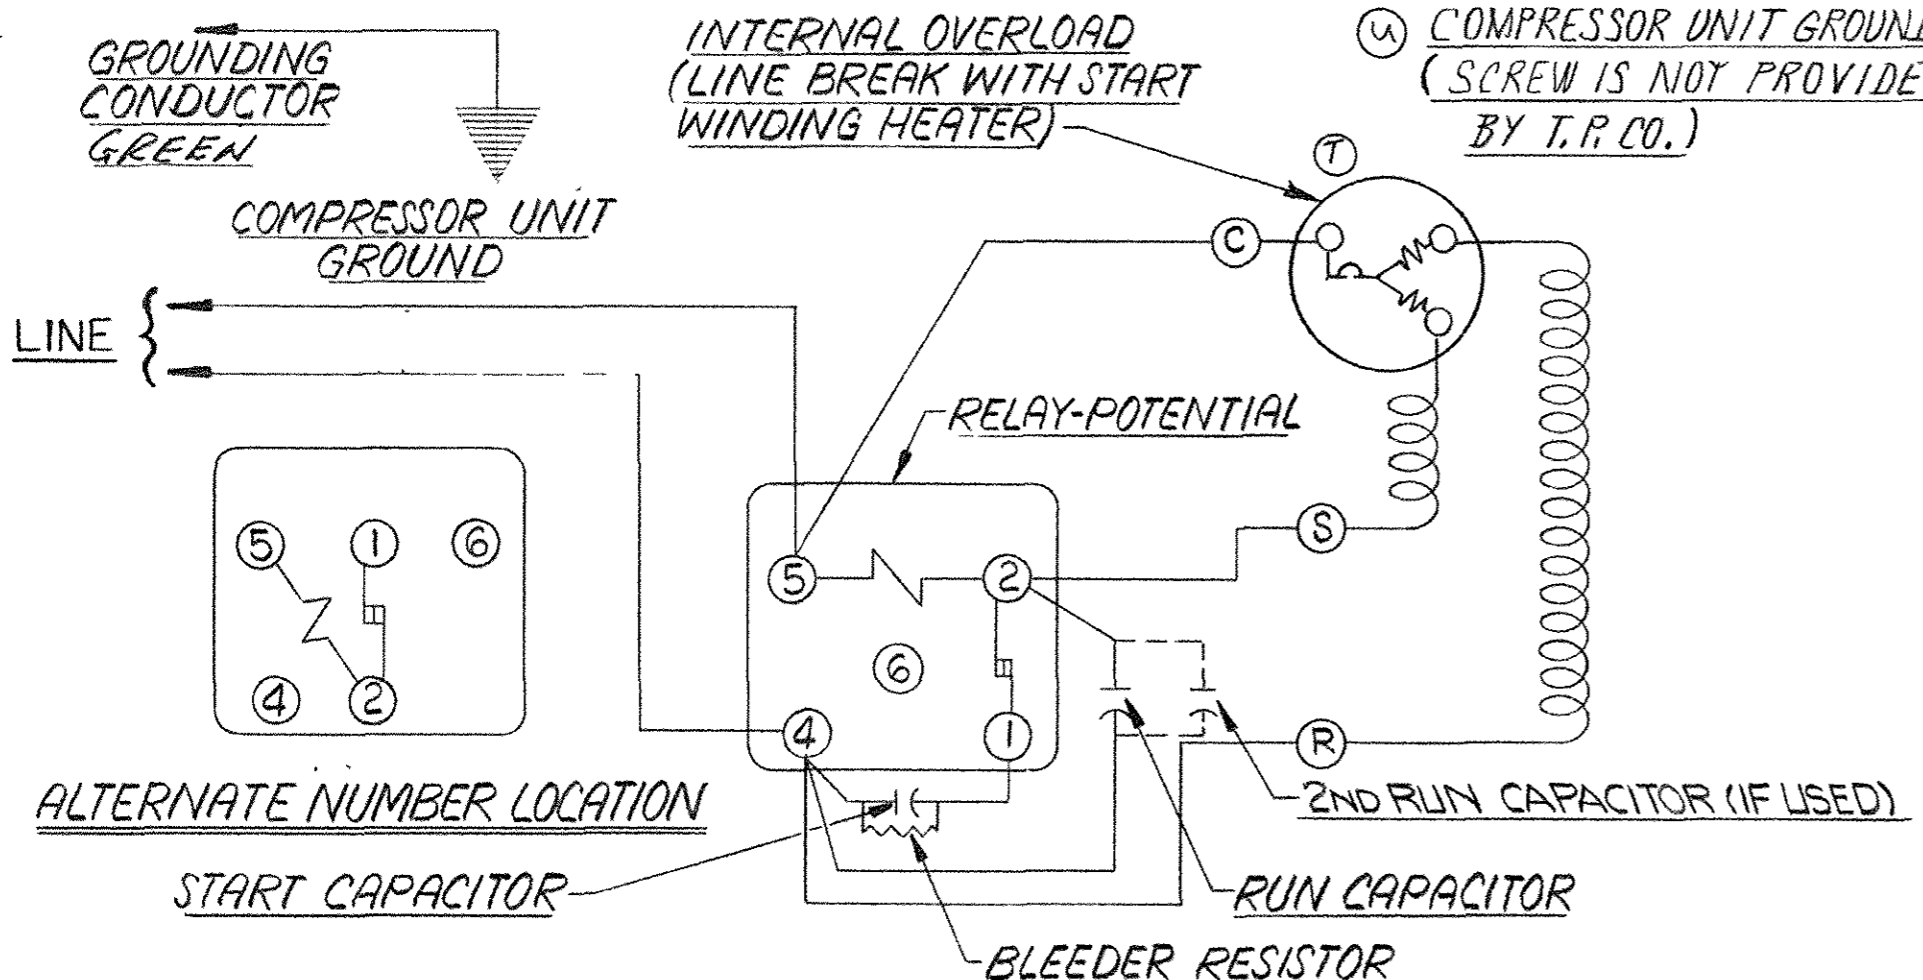 GROUNDING
CONDUCTOR
GREEN
COMPRESSOR UNIT
GROUND
INTERNAL OVERLOAD
(LINE BREAK WITH START
WINDING HEATER)
U COMPRESSOR UNIT GROUND
(SCREW IS NOT PROVIDE
BY T.P. CO.)
T
C
LINE
RELAY-POTENTIAL
5 1 6
4 2
5 2
6
4 1
S
R
ALTERNATE NUMBER LOCATION
2ND RUN CAPACITOR (IF USED)
START CAPACITOR
RUN CAPACITOR
BLEEDER RESISTOR